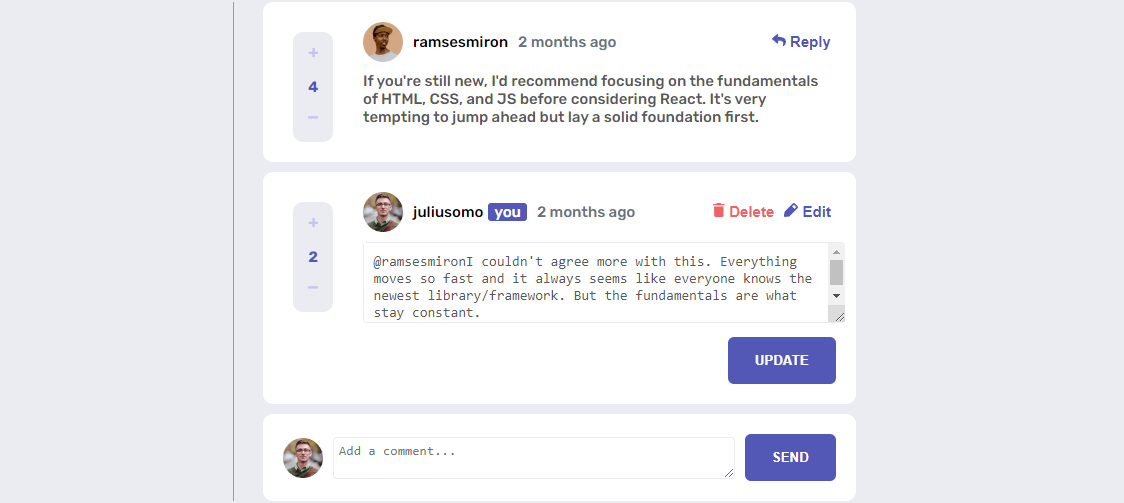 ramsesmiron 2 months ago Reply
+
4
−
If you're still new, I'd recommend focusing on the fundamentals
of HTML, CSS, and JS before considering React. It's very
tempting to jump ahead but lay a solid foundation first.
juliusomo you 2 months ago Delete Edit
+
2
−
@ramsesmironI couldn't agree more with this. Everything
moves so fast and it always seems like everyone knows the
newest library/framework. But the fundamentals are what
stay constant.
UPDATE
Add a comment...
SEND